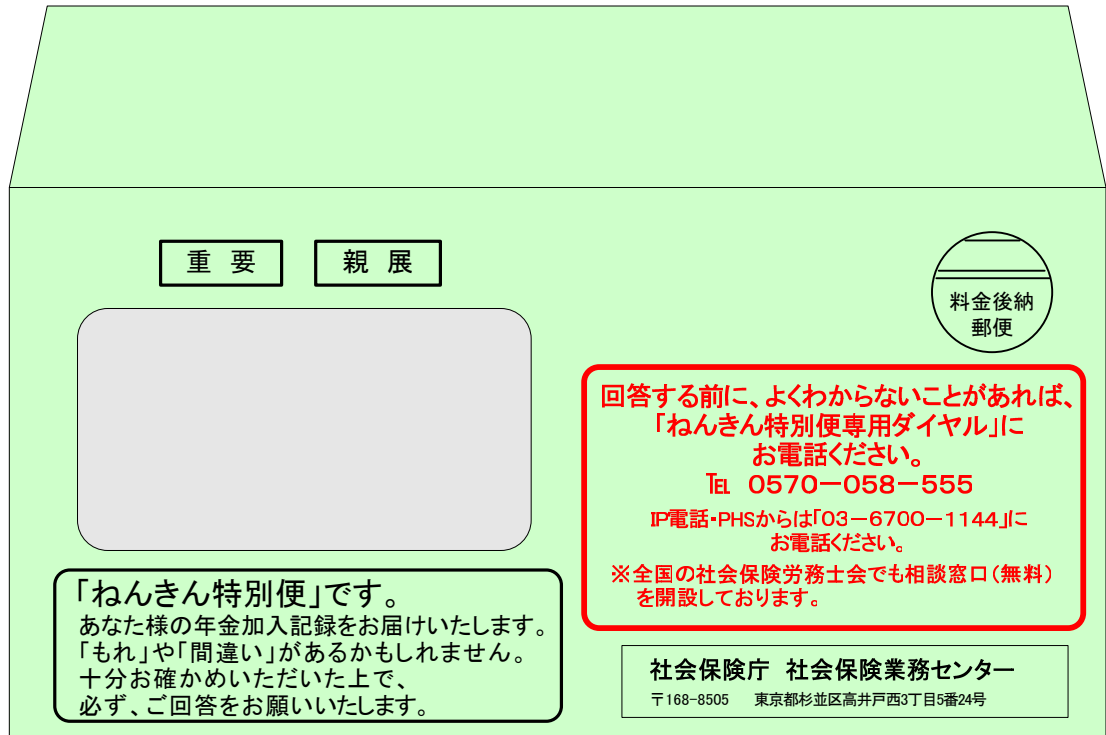 重 要
親 展
料金後納
郵便
回答する前に、よくわからないことがあれば、
「ねんきん特別便専用ダイヤル」に
お電話ください。
℡ 0570-058-555
IP電話・PHSからは「03-6700-1144」に
お電話ください。
※全国の社会保険労務士会でも相談窓口(無料)
を開設しております。
「ねんきん特別便」です。
あなた様の年金加入記録をお届けいたします。
「もれ」や「間違い」があるかもしれません。
十分お確かめいただいた上で、
必ず、ご回答をお願いいたします。
社会保険庁 社会保険業務センター
〒168-8505 東京都杉並区高井戸西3丁目5番24号